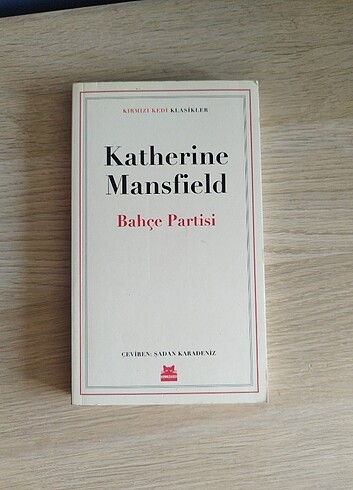 KIRMIZI KEDİ KLASİKLER
Katherine
Mansfield
Bahçe Partisi
ÇEVİREN: ŞADAN KARADENİZ